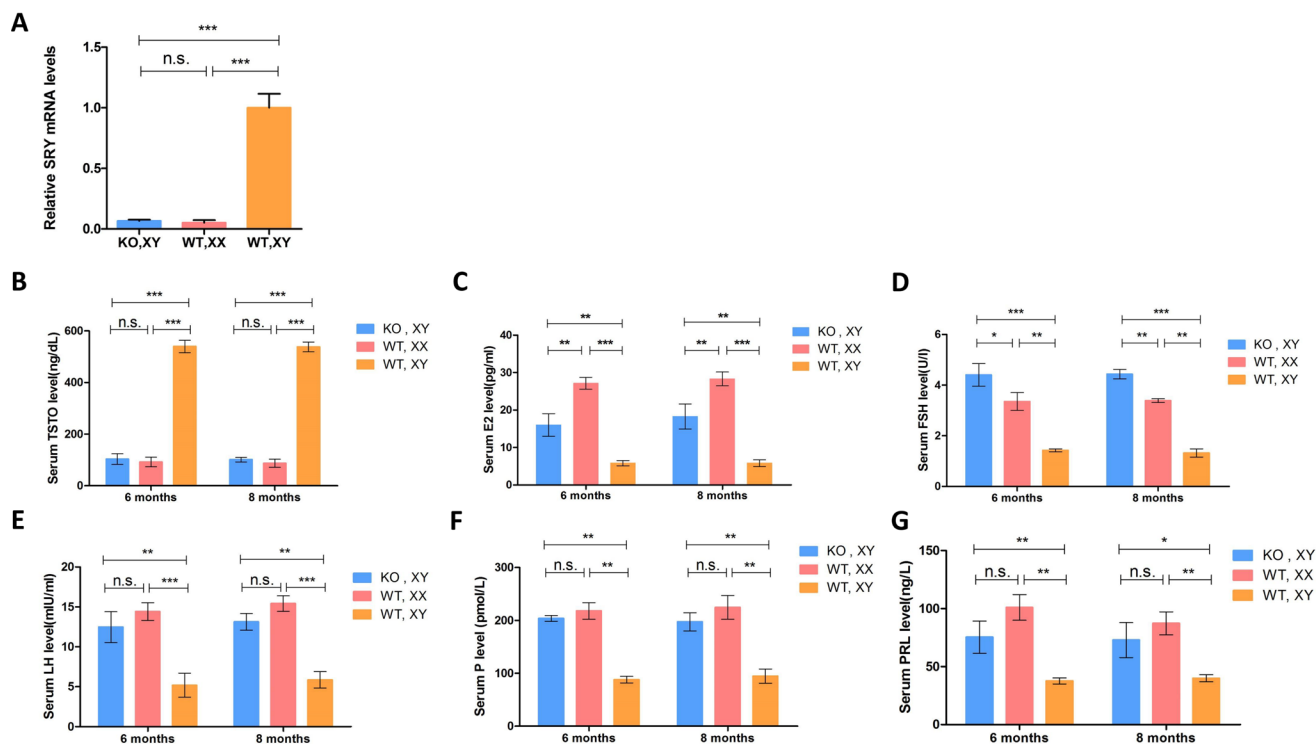 A
Relative SRY mRNA levels
1.5
1.0
0.5
0.0
***
n.s.
***
KO,XY
WT,XX
WT,XY
B
Serum TSTO level(ng/dL)
600
400
200
100
0
***
n.s.
***
***
n.s.
***
6 months
8 months
KO , XY
WT, XX
WT, XY
C
Serum E2 level(pg/ml)
40
30
20
10
0
**
**
***
**
**
***
6 months
8 months
KO , XY
WT, XX
WT, XY
D
Serum FSH level(U/l)
6
4
2
0
***
*
**
***
**
**
6 months
8 months
KO , XY
WT, XX
WT, XY
E
Serum LH level(mIU/ml)
20
15
10
5
0
**
n.s.
***
**
n.s.
***
6 months
8 months
KO , XY
WT, XX
WT, XY
F
Serum P level (pmol/L)
300
200
100
0
**
n.s.
**
**
n.s.
**
6 months
8 months
KO , XY
WT, XX
WT, XY
G
Serum PRL level(ng/L)
150
100
50
0
**
n.s.
**
*
n.s.
**
6 months
8 months
KO , XY
WT, XX
WT, XY